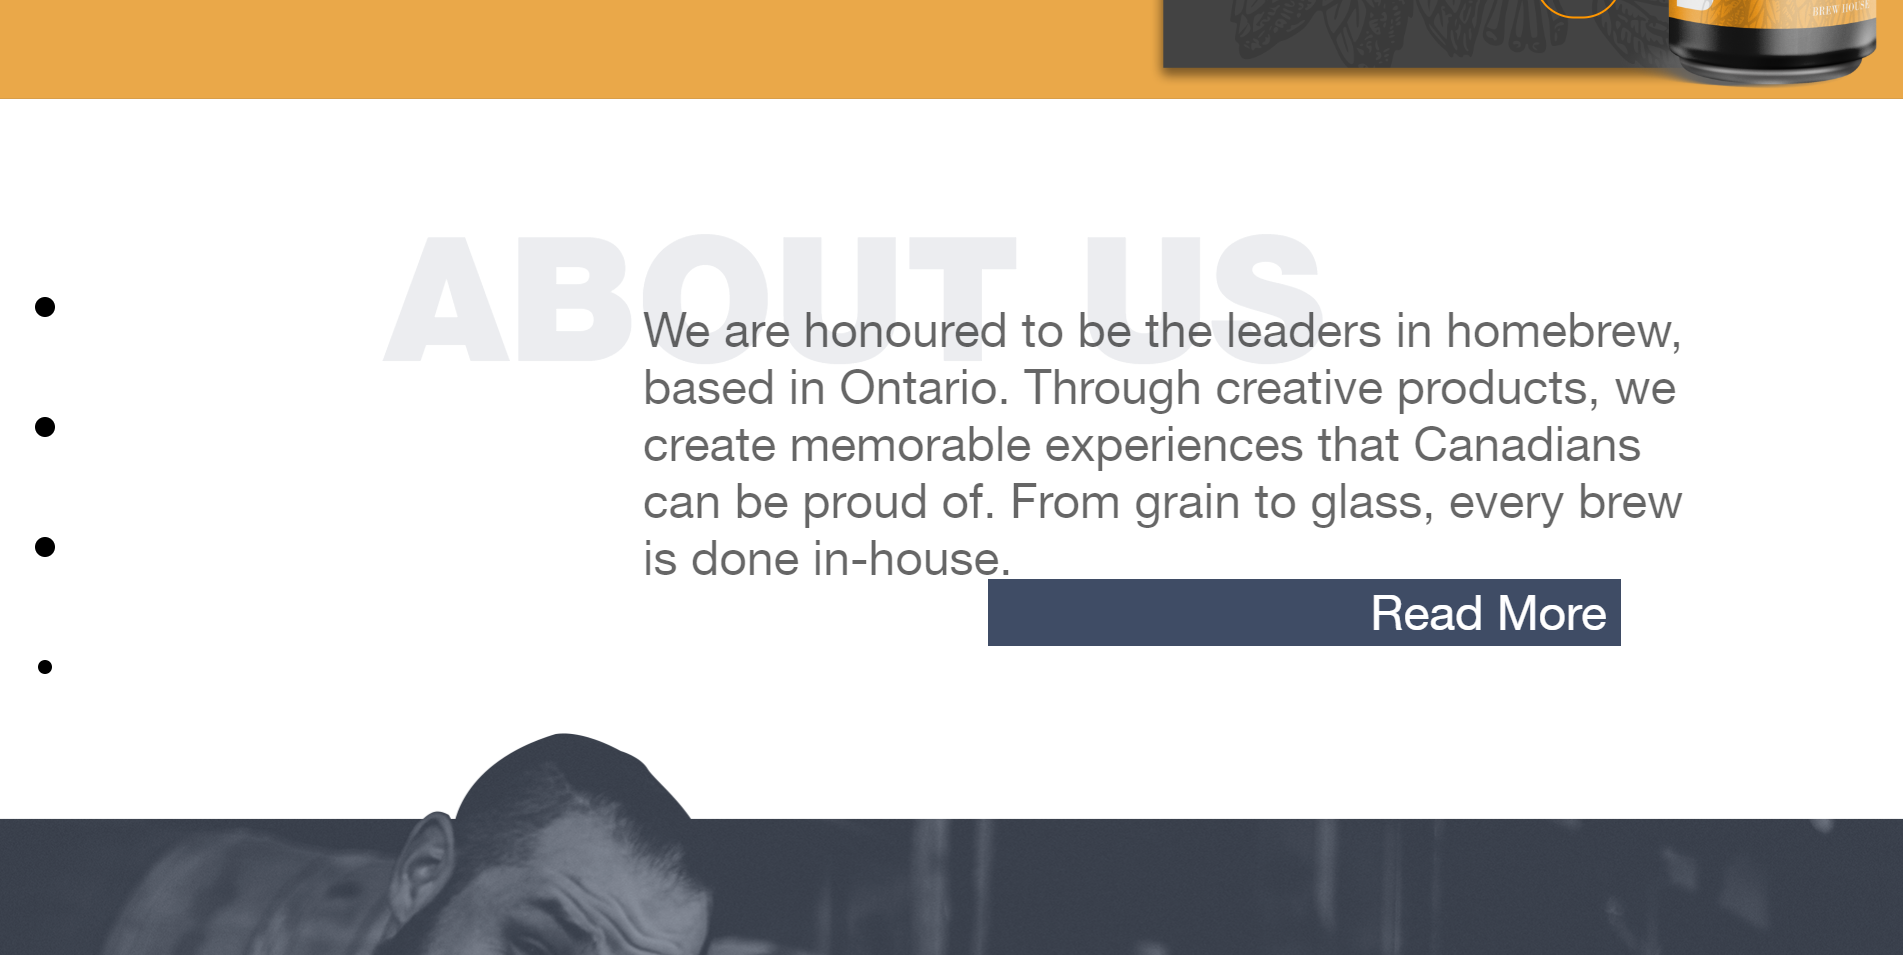 BREW HOUSE
ABOUT US
We are honoured to be the leaders in homebrew,
based in Ontario. Through creative products, we
create memorable experiences that Canadians
can be proud of. From grain to glass, every brew
is done in-house.
Read More